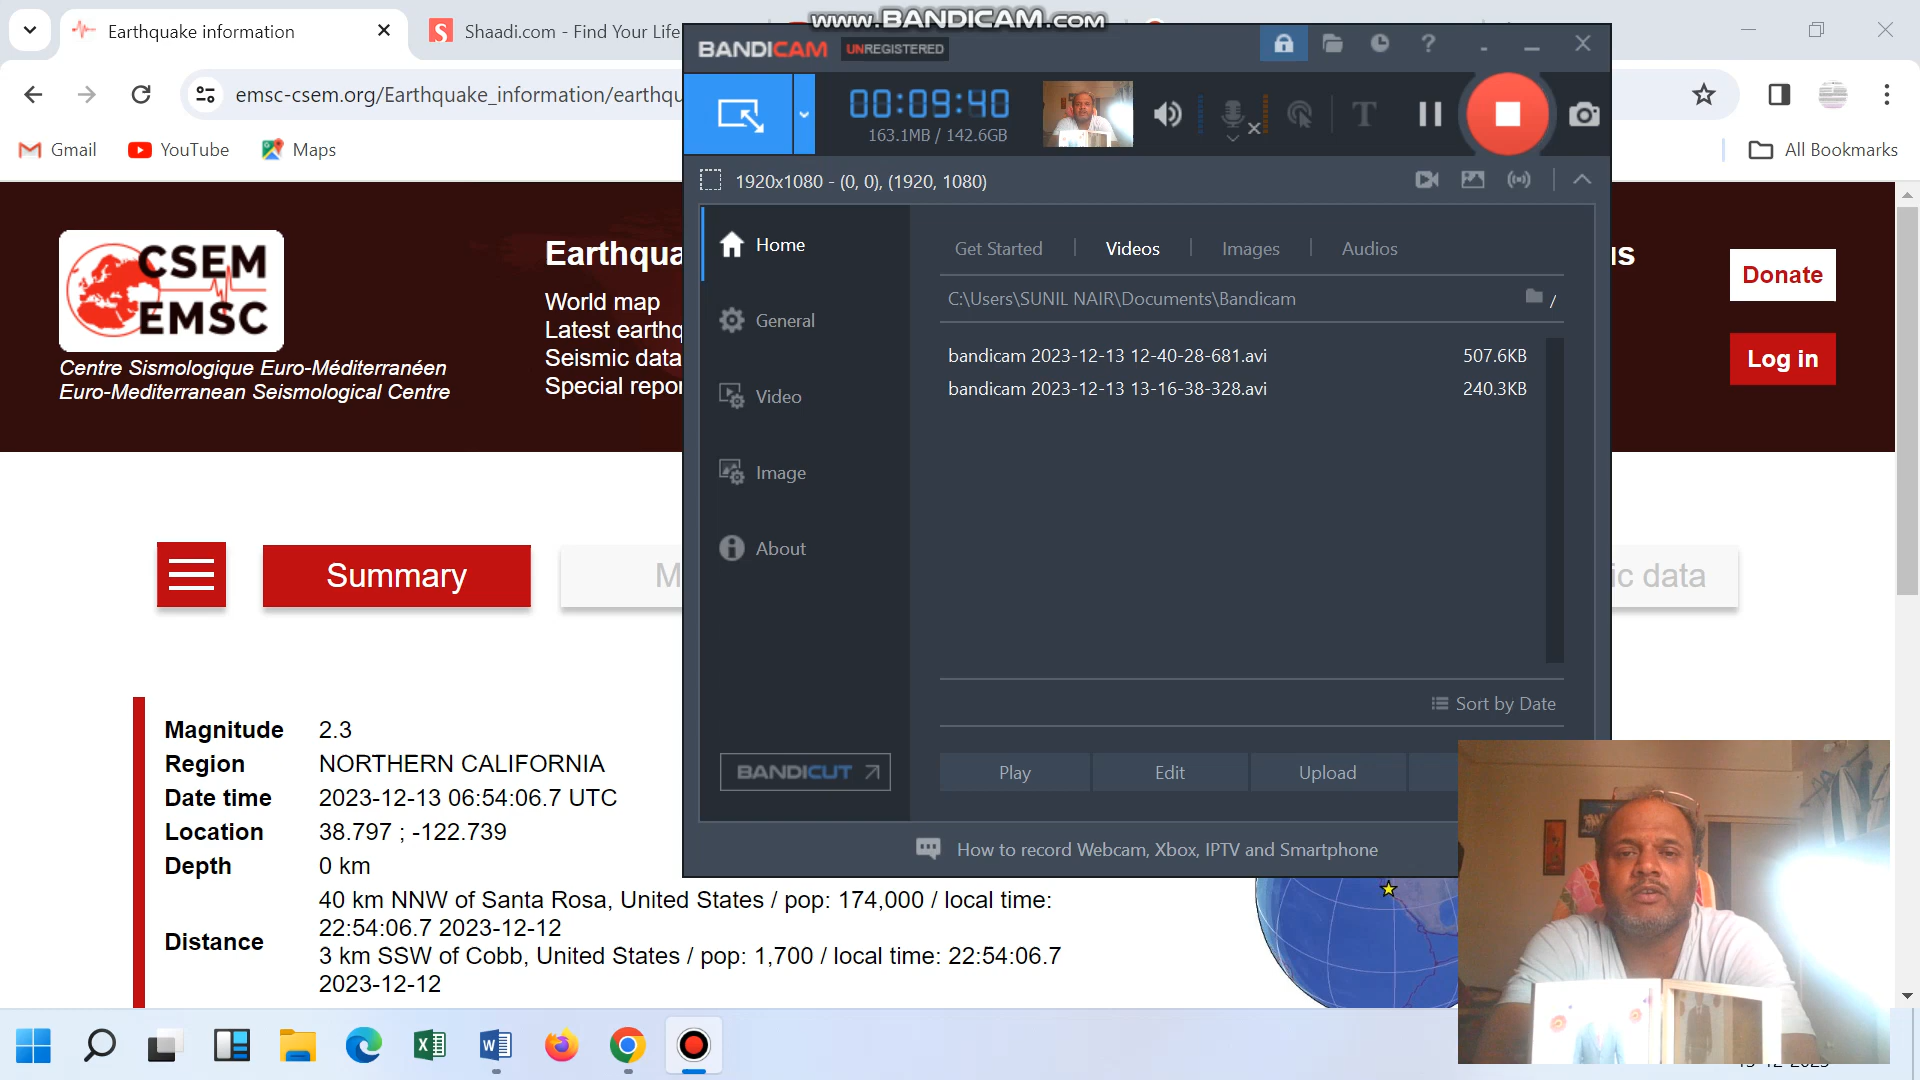 www.BANDICAM.com
Earthquake information
Shaadi.com - Find Your Life
emsc-csem.org/Earthquake_information/earthqu
Gmail
YouTube
Maps
All Bookmarks
BANDICAM UNREGISTERED
00:09:40
163.1MB / 142.6GB
1920x1080 - (0, 0), (1920, 1080)
Home
General
Video
Image
About
BANDICUT
Get Started
Videos
Images
Audios
C:\Users\SUNIL NAIR\Documents\Bandicam
/
bandicam 2023-12-13 12-40-28-681.avi 507.6KB
bandicam 2023-12-13 13-16-38-328.avi 240.3KB
Sort by Date
Play
Edit
Upload
How to record Webcam, Xbox, IPTV and Smartphone
CSEM
EMSC
Centre Sismologique Euro-Méditerranéen
Euro-Mediterranean Seismological Centre
Earthqua
World map
Latest earthq
Seismic data
Special repor
us
Donate
Log in
Summary
M
ic data
Magnitude 2.3
Region NORTHERN CALIFORNIA
Date time 2023-12-13 06:54:06.7 UTC
Location 38.797 ; -122.739
Depth 0 km
Distance 40 km NNW of Santa Rosa, United States / pop: 174,000 / local time:
22:54:06.7 2023-12-12
3 km SSW of Cobb, United States / pop: 1,700 / local time: 22:54:06.7
2023-12-12